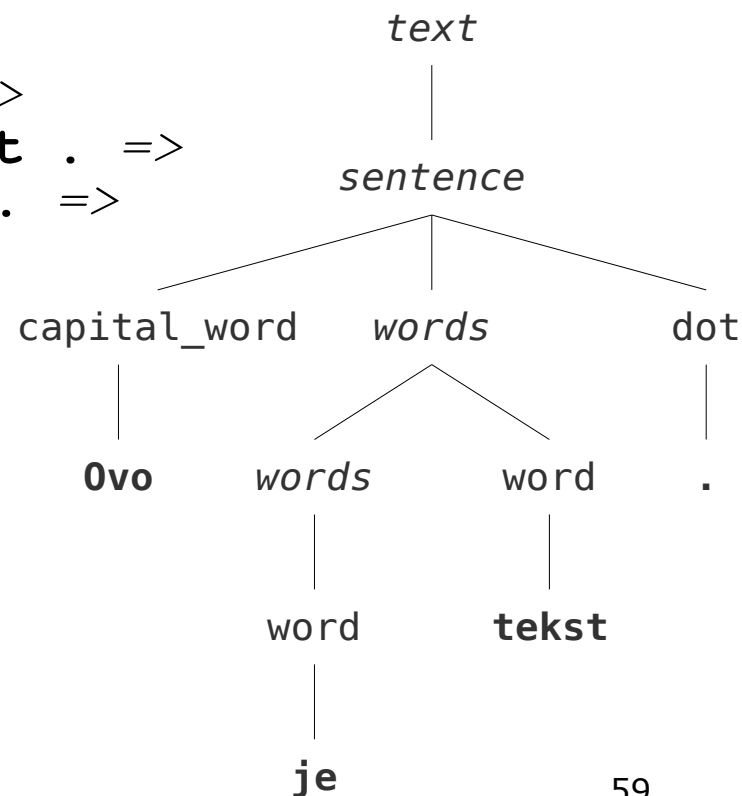 text
=>
t . =>
sentence
. =>
capital_word words dot
Ovo words word .
word tekst
je
59